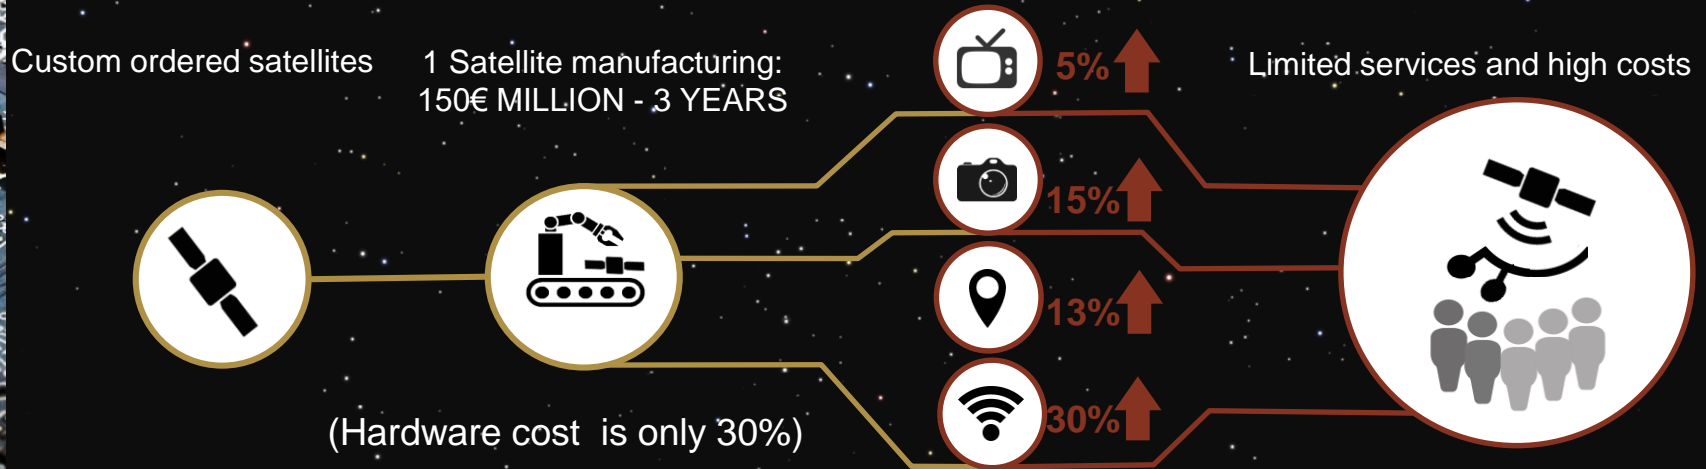 Custom ordered satellites
1 Satellite manufacturing:
150€ MILLION - 3 YEARS
5%
15%
13%
30%
Limited services and high costs
(Hardware cost is only 30%)